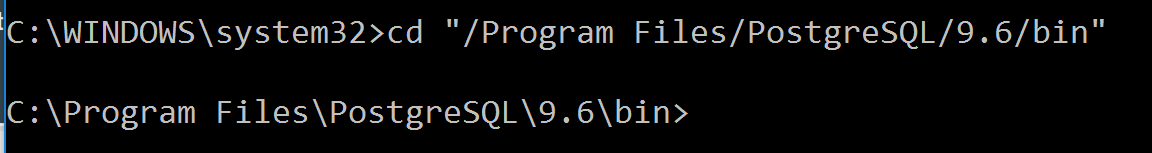 C:\WINDOWS\system32>cd "/Program Files/PostgreSQL/9.6/bin"
C:\Program Files\PostgreSQL\9.6\bin>